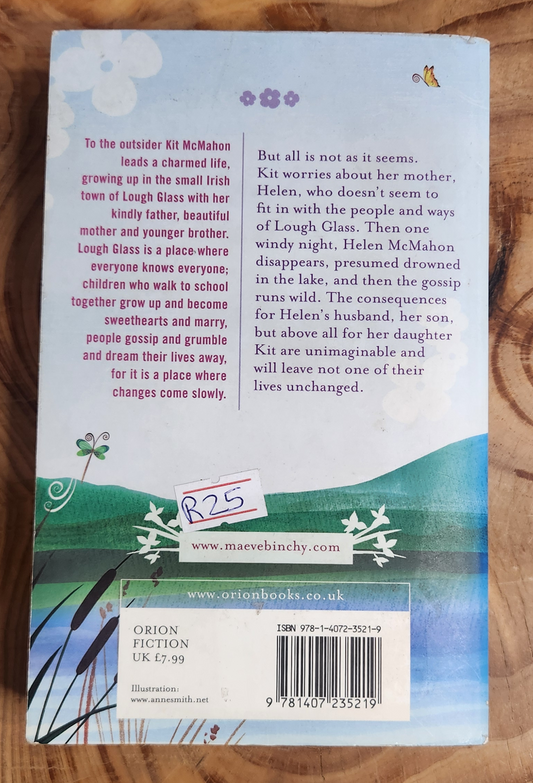 To the outsider Kit McMahon
leads a charmed life,
growing up in the small Irish
town of Lough Glass with her
kindly father, beautiful
mother and younger brother.
Lough Glass is a place where
everyone knows everyone;
children who walk to school
together grow up and become
sweethearts and marry,
people gossip and grumble
and dream their lives away,
for it is a place where
changes come slowly.
But all is not as it seems.
Kit worries about her mother,
Helen, who doesn't seem to
fit in with the people and ways
of Lough Glass. Then one
windy night, Helen McMahon
disappears, presumed drowned
in the lake, and then the gossip
runs wild. The consequences
for Helen's husband, her son,
but above all for her daughter
Kit are unimaginable and
will leave not one of their
lives unchanged.
R25
www.maevebinchy.com
www.orionbooks.co.uk
ORION
FICTION
UK £7.99
Illustration:
www.annesmith.net
ISBN 978-1-4072-3521-9
9 781407 235219